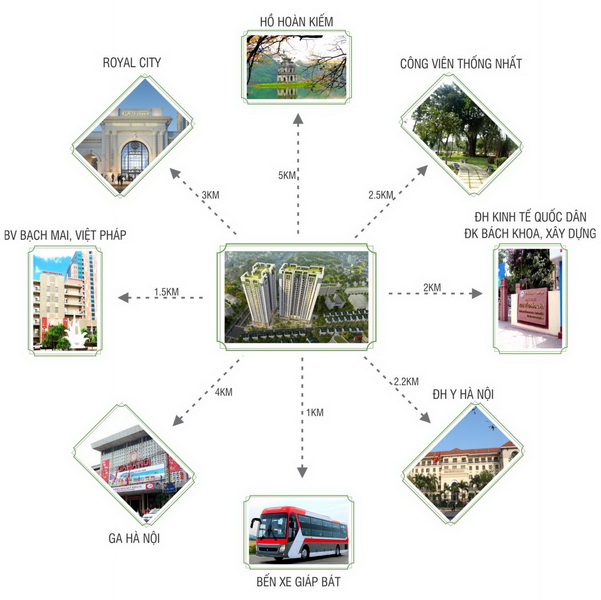 HỒ HOÀN KIẾM
ROYAL CITY
CÔNG VIÊN THỐNG NHẤT
3KM
5KM
2.5KM
BV BẠCH MAI, VIỆT PHÁP
ĐH KINH TẾ QUỐC DÂN
ĐK BÁCH KHOA, XÂY DỰNG
1.5KM
2KM
4KM
1KM
2.2KM
ĐH Y HÀ NỘI
GA HÀ NỘI
BẾN XE GIÁP BÁT